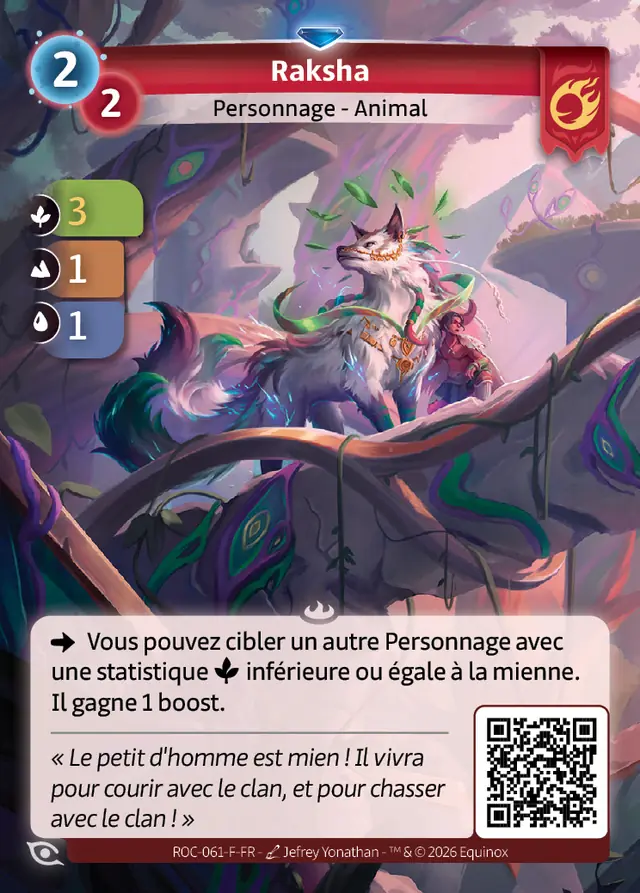 2
Raksha
2
Personnage - Animal
3
1
1
Vous pouvez cibler un autre Personnage avec
une statistique inférieure ou égale à la mienne.
Il gagne 1 boost.
« Le petit d'homme est mien ! Il vivra
pour courir avec le clan, et pour chasser
avec le clan ! »
ROC-061-F-FR - Jefrey Yonathan - ™ & © 2026 Equinox